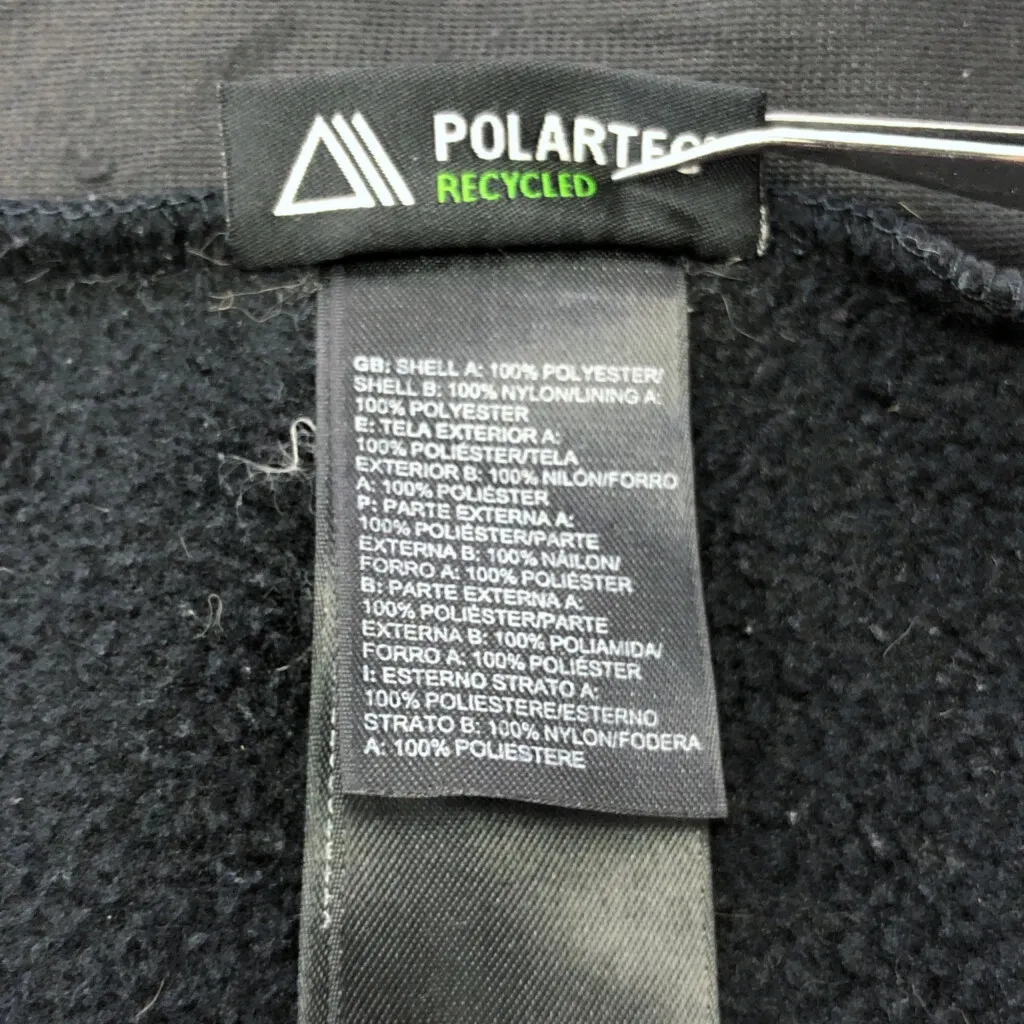 POLARTEC
RECYCLED
GB: SHELL A: 100% POLYESTER/
SHELL B: 100% NYLON/LINING A:
100% POLYESTER
E: TELA EXTERIOR A:
100% POLIÉSTER/TELA
EXTERIOR B: 100% NILÓN/FORRO
A: 100% POLIÉSTER
P: PARTE EXTERNA A:
100% POLIÉSTER/PARTE
EXTERNA B: 100% NÁILON/
FORRO A: 100% POLIÉSTER
B: PARTE EXTERNA A:
100% POLIÉSTER/PARTE
EXTERNA B: 100% POLIAMIDA/
FORRO A: 100% POLIÉSTER
I: ESTERNO STRATO A:
100% POLIESTERE/ESTERNO
STRATO B: 100% NYLON/FODERA
A: 100% POLIESTERE